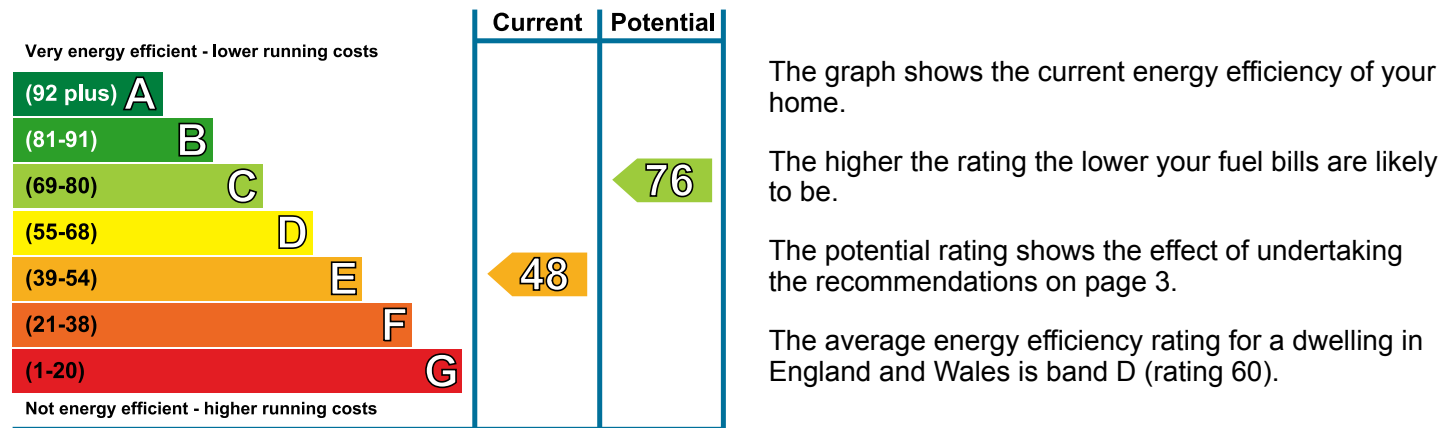 Current Potential
Very energy efficient - lower running costs
(92 plus) A
(81-91) B
(69-80) C
76
(55-68) D
(39-54) E
48
(21-38) F
(1-20) G
Not energy efficient - higher running costs
The graph shows the current energy efficiency of your
home.
The higher the rating the lower your fuel bills are likely
to be.
The potential rating shows the effect of undertaking
the recommendations on page 3.
The average energy efficiency rating for a dwelling in
England and Wales is band D (rating 60).